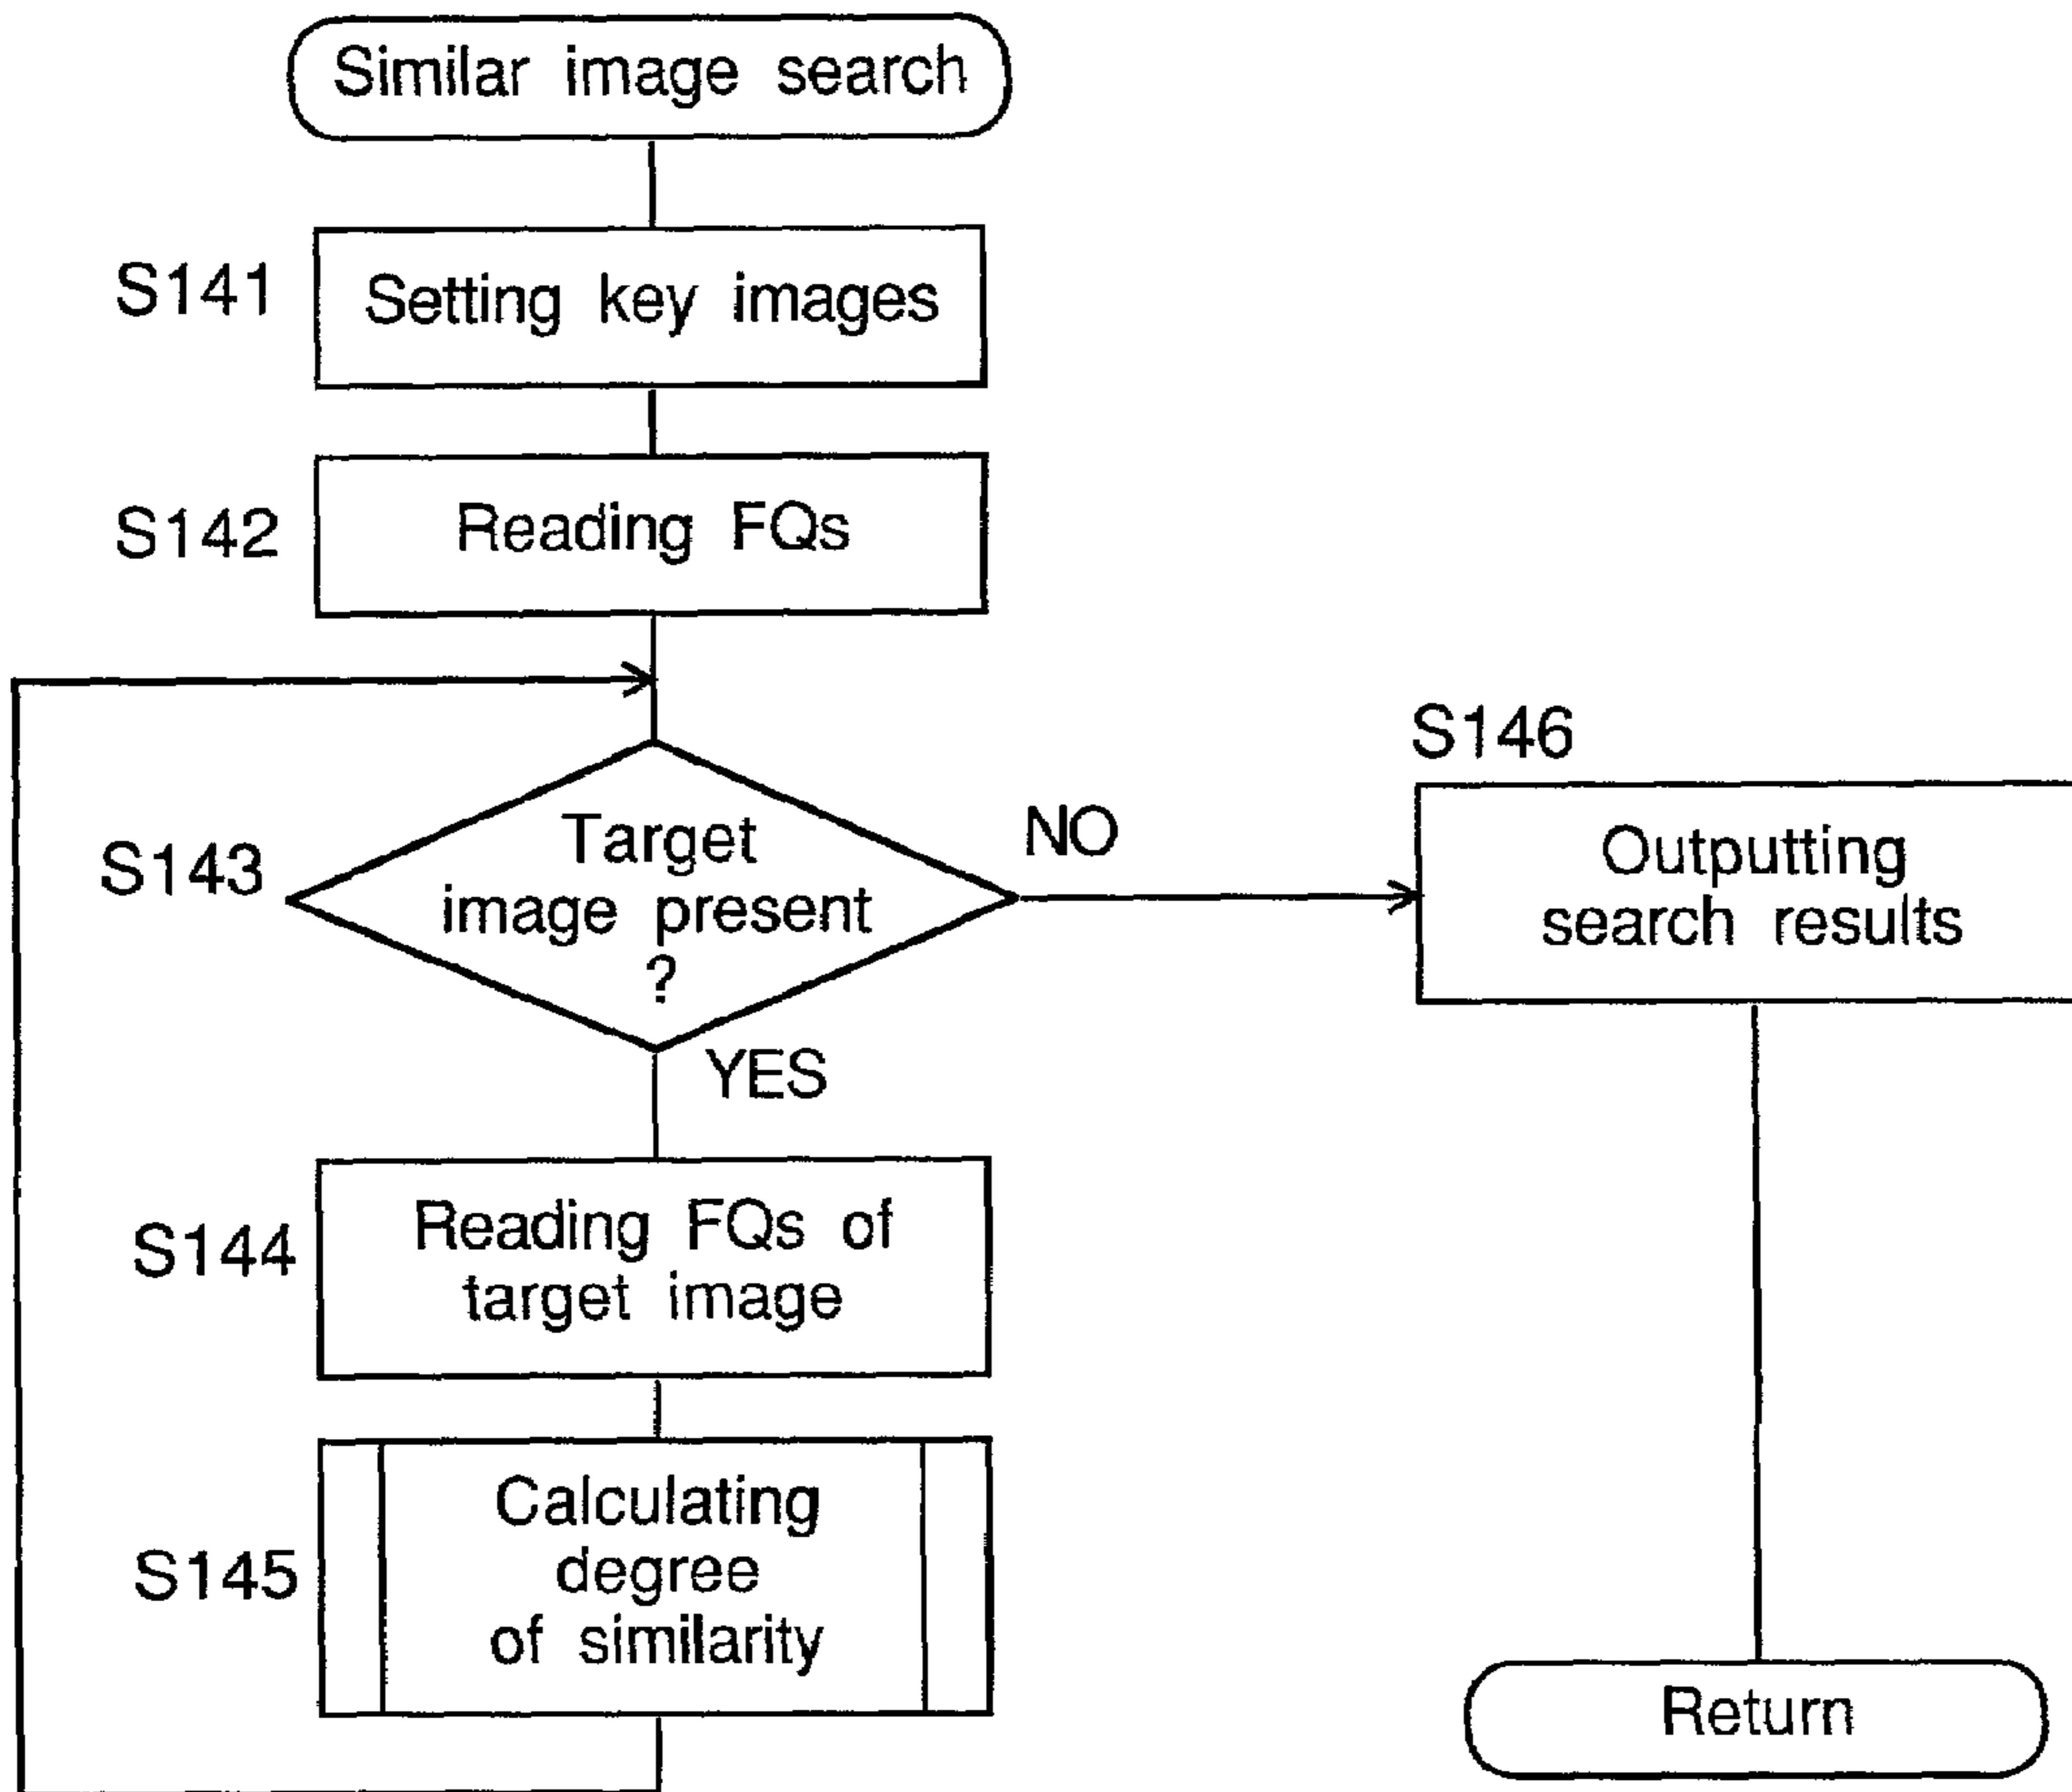 Similar image search
S141
Setting key images
S142
Reading FQs
S143
Target
image present
?
NO
YES
S146
Outputting
search results
S144
Reading FQs of
target image
S145
Calculating
degree
of similarity
Return